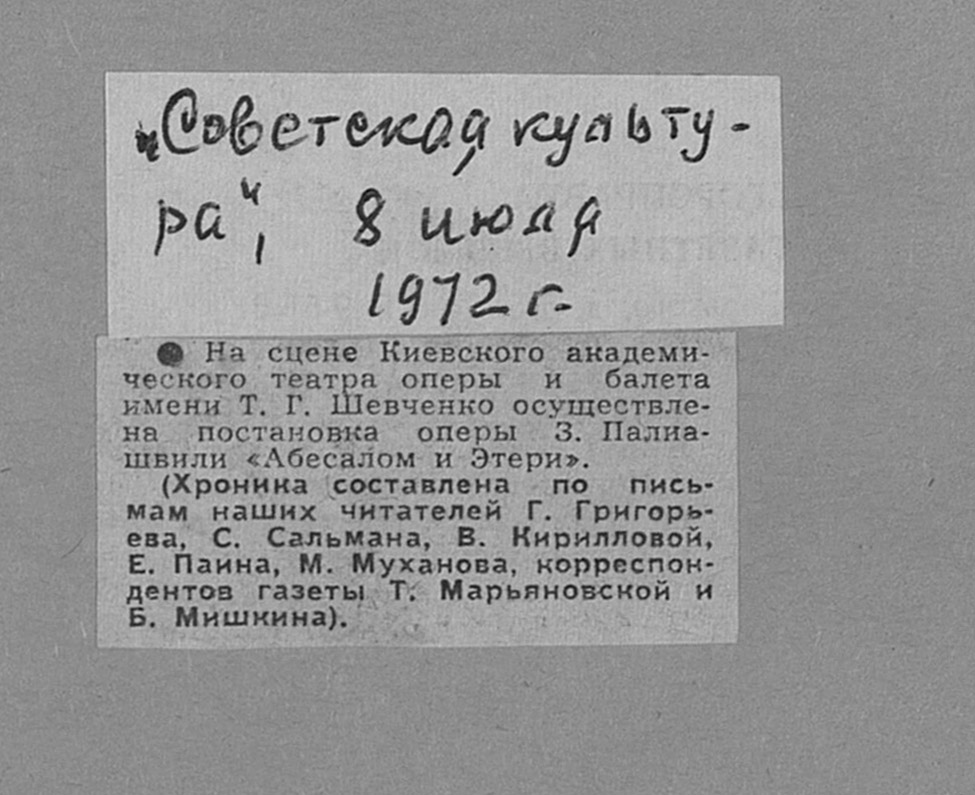 „Советская культу-
ра", 8 июля
1972 г.
● На сцене Киевского академи-
ческого театра оперы и балета
имени Т. Г. Шевченко осуществле-
на постановка оперы З. Палиа-
швили «Абесалом и Этери».
(Хроника составлена по пись-
мам наших читателей Г. Григорь-
ева, С. Сальмана, В. Кирилловой,
Е. Паина, М. Муханова, корреспон-
дентов газеты Т. Марьяновской и
Б. Мишкина).